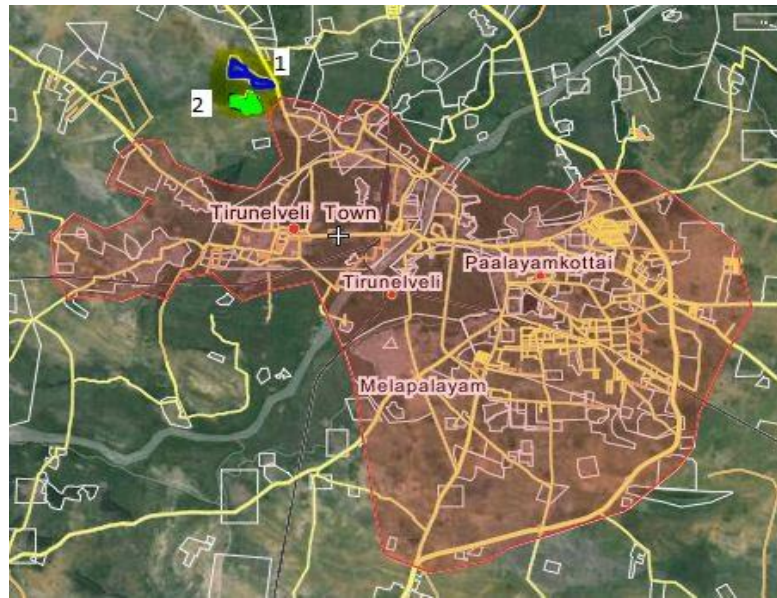 1
2
Tirunelveli Town
Tirunelveli
Paalayamkottai
Melapalayam